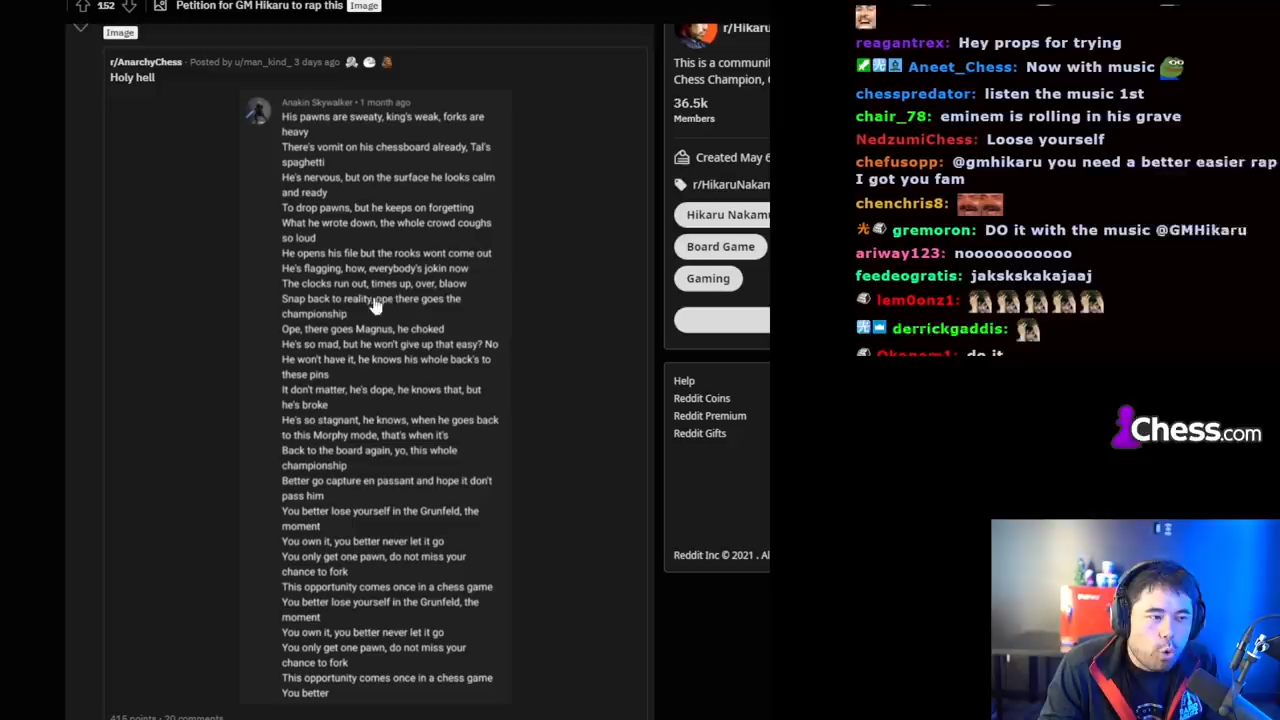 152 Petition for GM Hikaru to rap this Image
Image
r/AnarchyChess · Posted by u/man_kind_ 3 days ago
Holy hell
Anakin Skywalker • 1 month ago
His pawns are sweaty, king's weak, forks are
heavy
There's vomit on his chessboard already, Tal's
spaghetti
He's nervous, but on the surface he looks calm
and ready
To drop pawns, but he keeps on forgetting
What he wrote down, the whole crowd coughs
so loud
He opens his file but the rooks wont come out
He's flagging, how, everybody's jokin now
The clocks run out, times up, over, blaow
Snap back to reality, ope there goes the
championship
Ope, there goes Magnus, he choked
He's so mad, but he won't give up that easy? No
He won't have it, he knows his whole back's to
these pins
It don't matter, he's dope, he knows that, but
he's broke
He's so stagnant, he knows, when he goes back
to this Morphy mode, that's when it's
Back to the board again, yo, this whole
championship
Better go capture en passant and hope it don't
pass him
You better lose yourself in the Grunfeld, the
moment
You own it, you better never let it go
You only get one pawn, do not miss your
chance to fork
This opportunity comes once in a chess game
You better lose yourself in the Grunfeld, the
moment
You own it, you better never let it go
You only get one pawn, do not miss your
chance to fork
This opportunity comes once in a chess game
You better
415 points · 20 comments
r/Hikaru
This is a communit
Chess Champion, G
36.5k
Members
Created May 6
r/HikaruNakam
Hikaru Nakamu
Board Game
Gaming
Help
Reddit Coins
Reddit Premium
Reddit Gifts
Reddit Inc © 2021 . Al
reagantrex: Hey props for trying
Aneet_Chess: Now with music
chesspredator: listen the music 1st
chair_78: eminem is rolling in his grave
NedzumiChess: Loose yourself
chefusopp: @gmhikaru you need a better easier rap
I got you fam
chenchris8:
gremoron: DO it with the music @GMHikaru
ariway123: nooooooooooo
feedeogratis: jakskskakajaaj
lem0onz1:
derrickgaddis:
do it
Chess.com